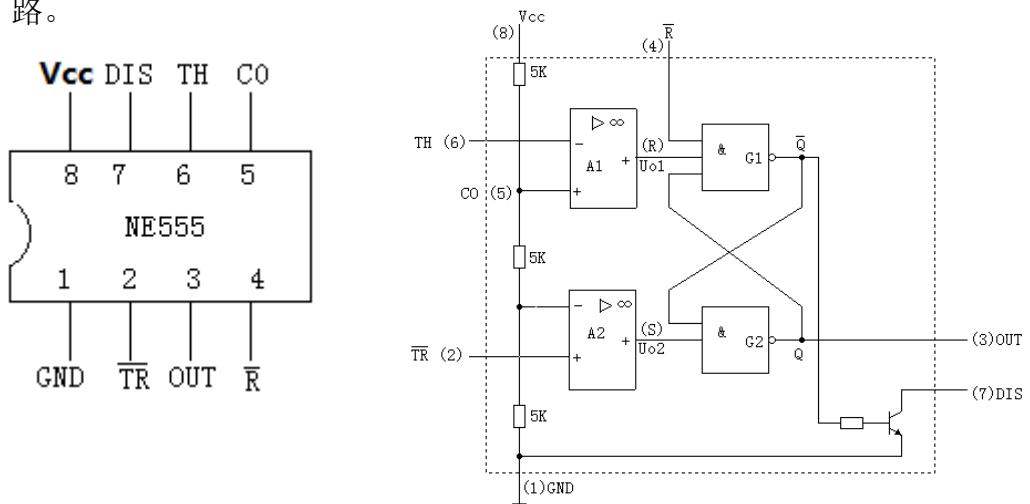 路。
Vcc DIS TH CO
8 7 6 5
NE555
1 2 3 4
GND T̅R̅ OUT R̅
Vcc
(8)
R̅
(4)
5K
TH (6)
▷ ∞
−
A1
+
+
(R)
Uo1
&
G1
Q̅
CO (5)
5K
−
▷ ∞
A2
+
+
(S)
Uo2
&
G2
Q
T̅R̅ (2)
(3)OUT
(7)DIS
5K
(1)GND